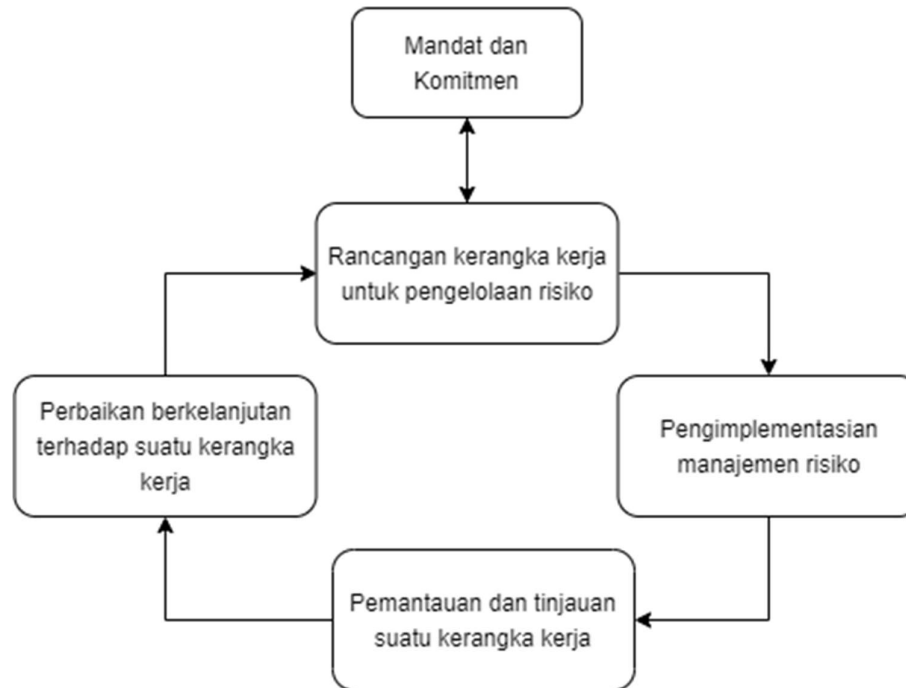 Mandat dan
Komitmen
Rancangan kerangka kerja
untuk pengelolaan risiko
Perbaikan berkelanjutan
terhadap suatu kerangka
kerja
Pengimplementasian
manajemen risiko
Pemantauan dan tinjauan
suatu kerangka kerja